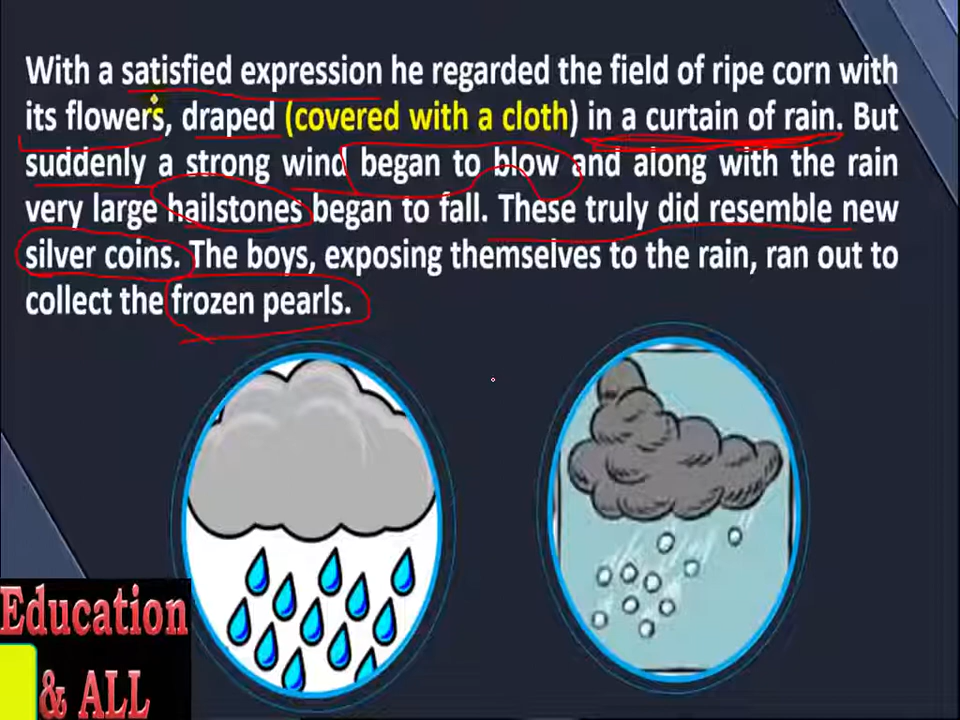 With a satisfied expression he regarded the field of ripe corn with
its flowers, draped (covered with a cloth) in a curtain of rain. But
suddenly a strong wind began to blow and along with the rain
very large hailstones began to fall. These truly did resemble new
silver coins. The boys, exposing themselves to the rain, ran out to
collect the frozen pearls.
Education
& ALL